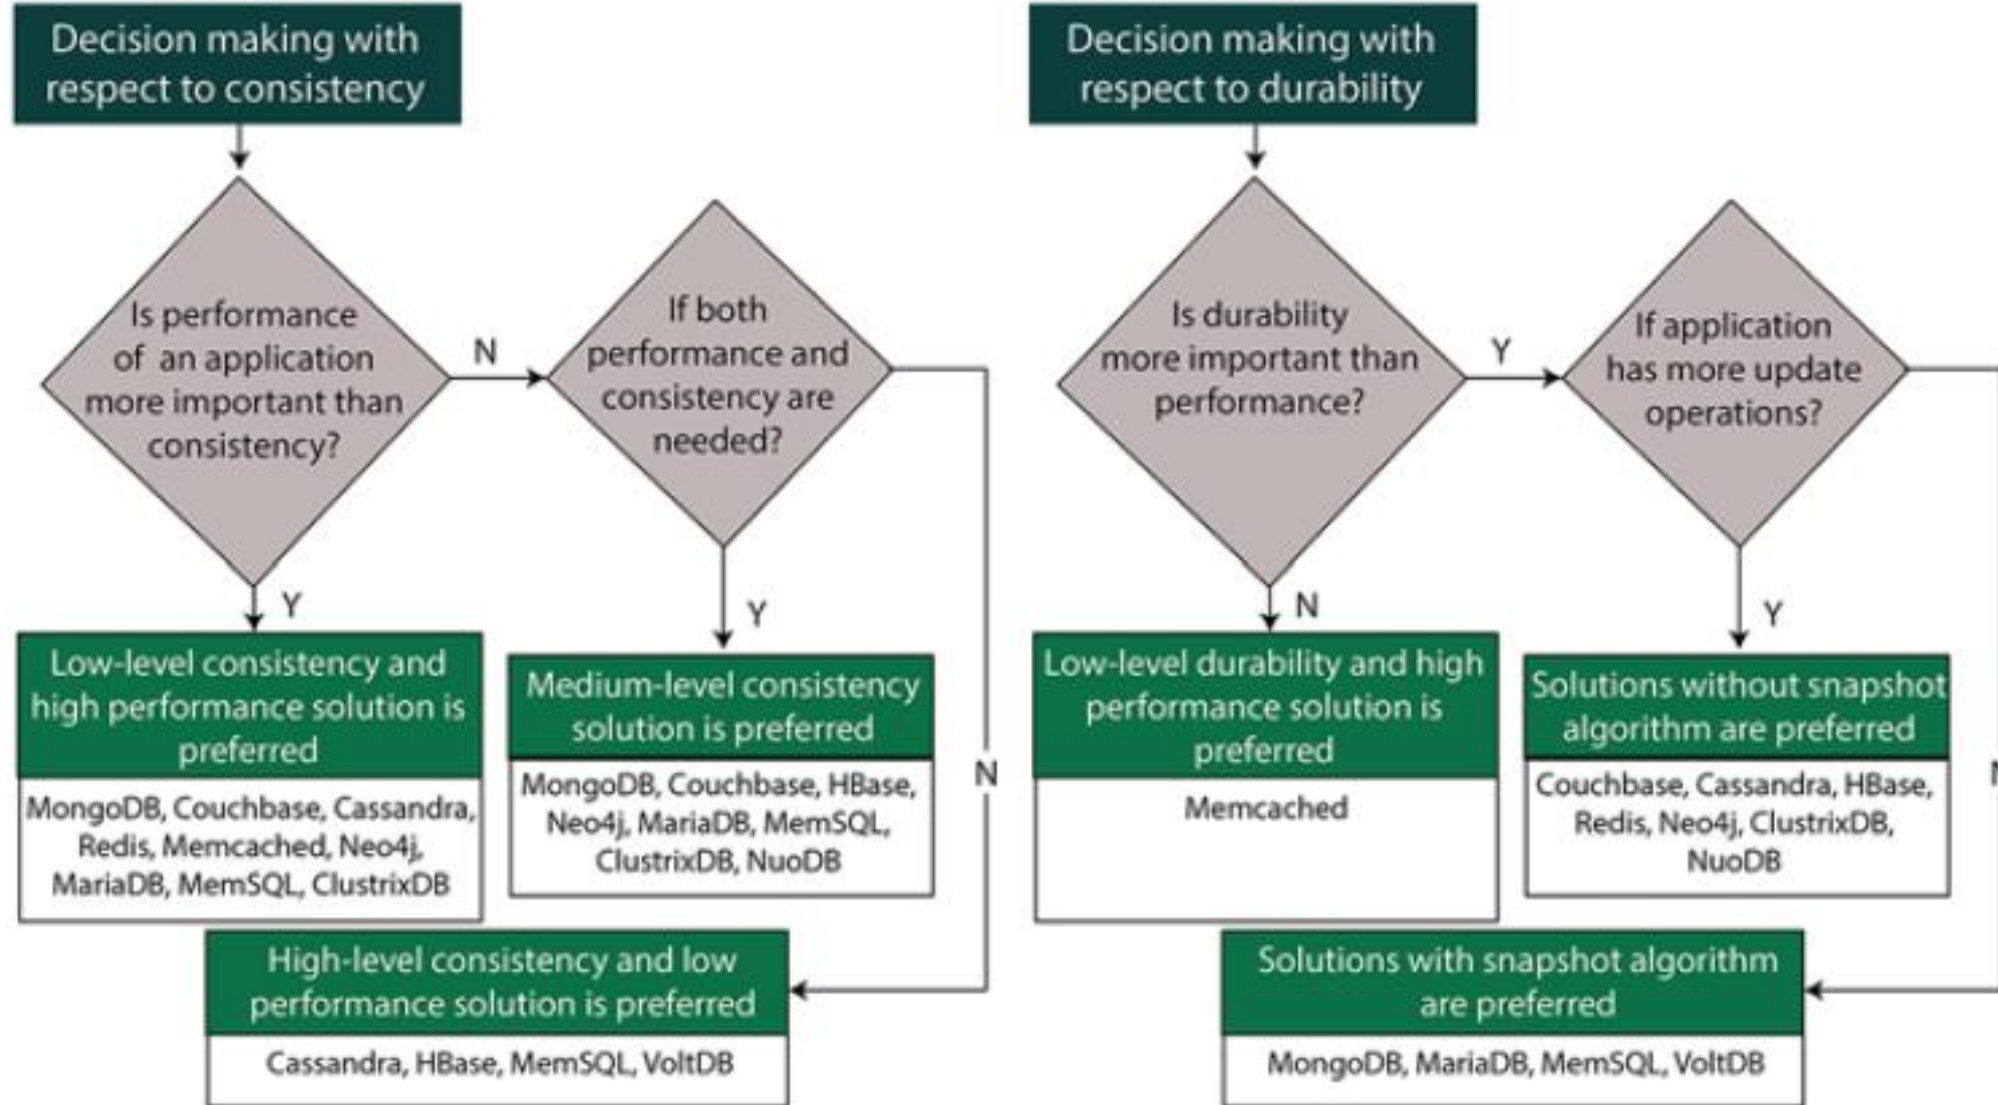 Decision making with
respect to consistency
Is performance
of an application
more important than
consistency?
N
If both
performance and
consistency are
needed?
Y
Y
N
Low-level consistency and
high performance solution is
preferred
MongoDB, Couchbase, Cassandra,
Redis, Memcached, Neo4j,
MariaDB, MemSQL, ClustrixDB
Medium-level consistency
solution is preferred
MongoDB, Couchbase, HBase,
Neo4j, MariaDB, MemSQL,
ClustrixDB, NuoDB
High-level consistency and low
performance solution is preferred
Cassandra, HBase, MemSQL, VoltDB
Decision making with
respect to durability
Is durability
more important than
performance?
Y
If application
has more update
operations?
N
Y
Low-level durability and high
performance solution is
preferred
Memcached
Solutions without snapshot
algorithm are preferred
Couchbase, Cassandra, HBase,
Redis, Neo4j, ClustrixDB,
NuoDB
Solutions with snapshot algorithm
are preferred
MongoDB, MariaDB, MemSQL, VoltDB